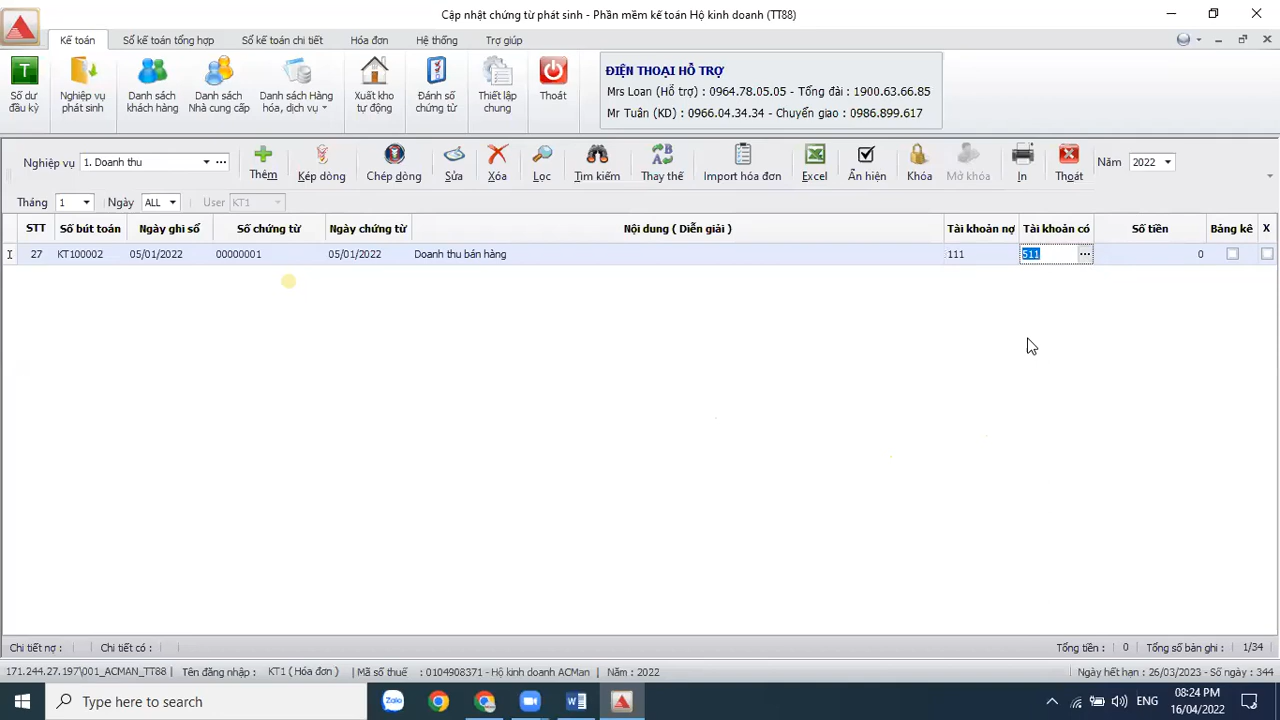 Cập nhật chứng từ phát sinh - Phần mềm kế toán Hộ kinh doanh (TT88)
Kế toán Sổ kế toán tổng hợp Sổ kế toán chi tiết Hóa đơn Hệ thống Trợ giúp
T
Số dư đầu kỳ
Nghiệp vụ phát sinh
Danh sách khách hàng
Danh sách Nhà cung cấp
Danh sách Hàng hóa, dịch vụ
Xuất kho tự động
Đánh số chứng từ
Thiết lập chung
Thoát
ĐIỆN THOẠI HỖ TRỢ
Mrs Loan (Hỗ trợ) : 0964.78.05.05 - Tổng đài : 1900.63.66.85
Mr Tuân (KD) : 0966.04.34.34 - Chuyển giao : 0986.899.617
Nghiệp vụ 1. Doanh thu ... Thêm Kép dòng Chép dòng Sửa Xóa Lọc Tìm kiếm Thay thế Import hóa đơn Excel Ẩn hiện Khóa Mở khóa In Thoát Năm 2022
Tháng 1 Ngày ALL User KT1
STT Số bút toán Ngày ghi sổ Số chứng từ Ngày chứng từ Nội dung ( Diễn giải ) Tài khoản nợ Tài khoản có Số tiền Bảng kê X
27 KT100002 05/01/2022 00000001 05/01/2022 Doanh thu bán hàng 111 511 ... 0
Chi tiết nợ : Chi tiết có : Tổng tiền : 0 Tổng số bản ghi : 1/34
171.244.27.197\001_ACMAN_TT88 Tên đăng nhập : KT1 ( Hóa đơn ) Mã số thuế : 0104908371 - Hộ kinh doanh ACMan Năm : 2022 Ngày hết hạn : 26/03/2023 - Số ngày : 344
Type here to search
Zalo
W
ENG
08:24 PM
16/04/2022